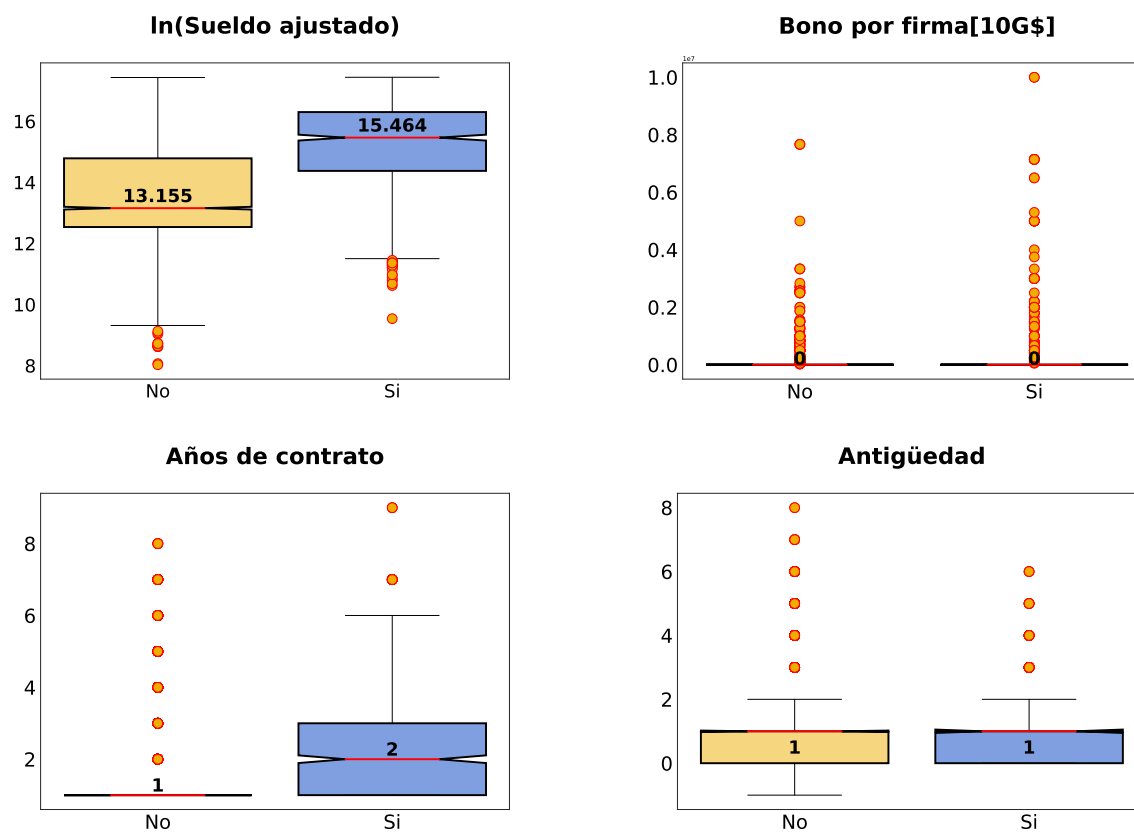 ln(Sueldo ajustado)
16
14
12
10
8
13.155
15.464
No
Si
Bono por firma[10G$]
1e7
1.0
0.8
0.6
0.4
0.2
0.0
0
0
No
Si
Años de contrato
8
6
4
2
1
2
No
Si
Antigüedad
8
6
4
2
0
1
1
No
Si